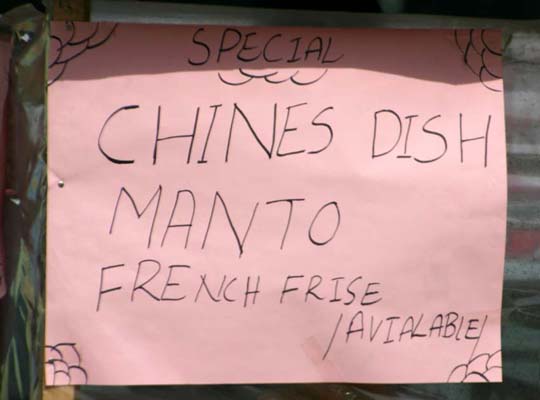 SPECIAL
CHINES DISH
MANTO
FRENCH FRISE
/AVIALABLE/